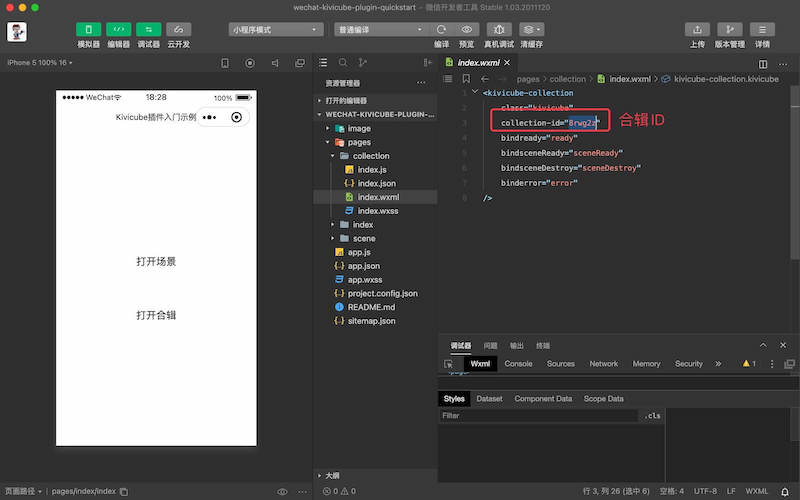 wechat-kivicube-plugin-quickstart - 微信开发者工具 Stable 1.03.2011120
模拟器 编辑器 调试器 云开发
小程序模式 普通编译
编译 预览 真机调试 清缓存
上传 版本管理 详情
iPhone 5 100% 16
WeChat 18:28 100%
Kivicube插件入门示例
打开场景
打开合辑
资源管理器
打开的编辑器
WECHAT-KIVICUBE-PLUGIN-...
image
pages
collection
index.js
index.json
index.wxml
index.wxss
index
scene
app.js
app.json
app.wxss
project.config.json
README.md
sitemap.json
大纲
index.wxml
pages > collection > index.wxml > kivicube-collection.kivicube
1 <kivicube-collection
2 class="kivicube"
3 collection-id="Brwg2z"
合辑ID
4 bindready="ready"
5 bindsceneReady="sceneReady"
6 bindsceneDestroy="sceneDestroy"
7 binderror="error"
8 />
调试器 问题 输出 终端
Wxml Console Sources Network Memory Security 1
Styles Dataset Component Data Scope Data
Filter .cls
页面路径 pages/index/index
0 0
行 3, 列 26 (选中 6) 空格: 4 UTF-8 LF WXML